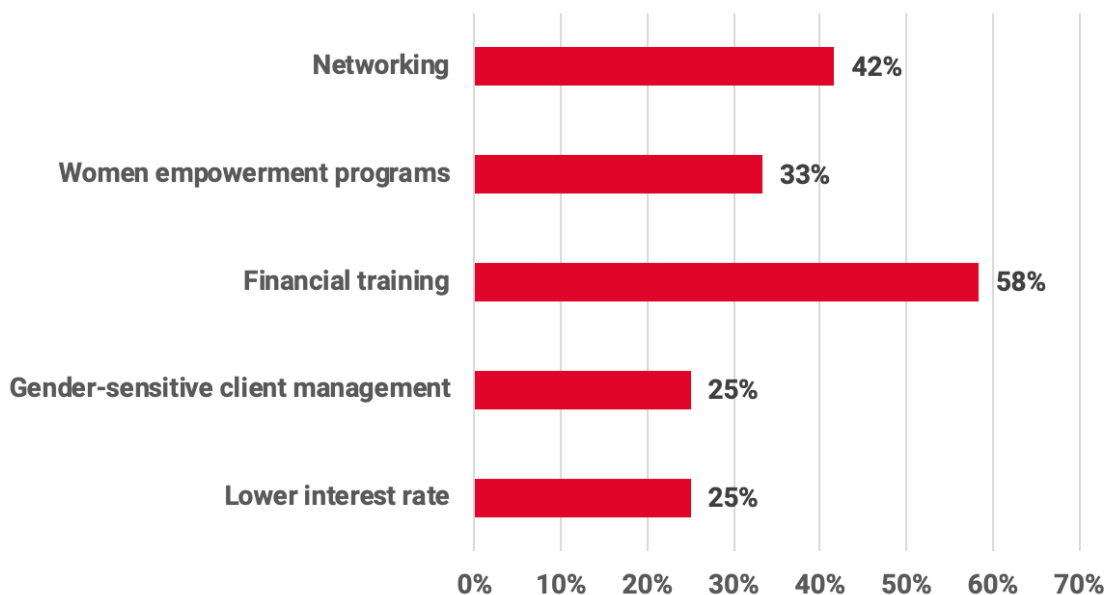 Networking 42%
Women empowerment programs 33%
Financial training 58%
Gender-sensitive client management 25%
Lower interest rate 25%
0% 10% 20% 30% 40% 50% 60% 70%